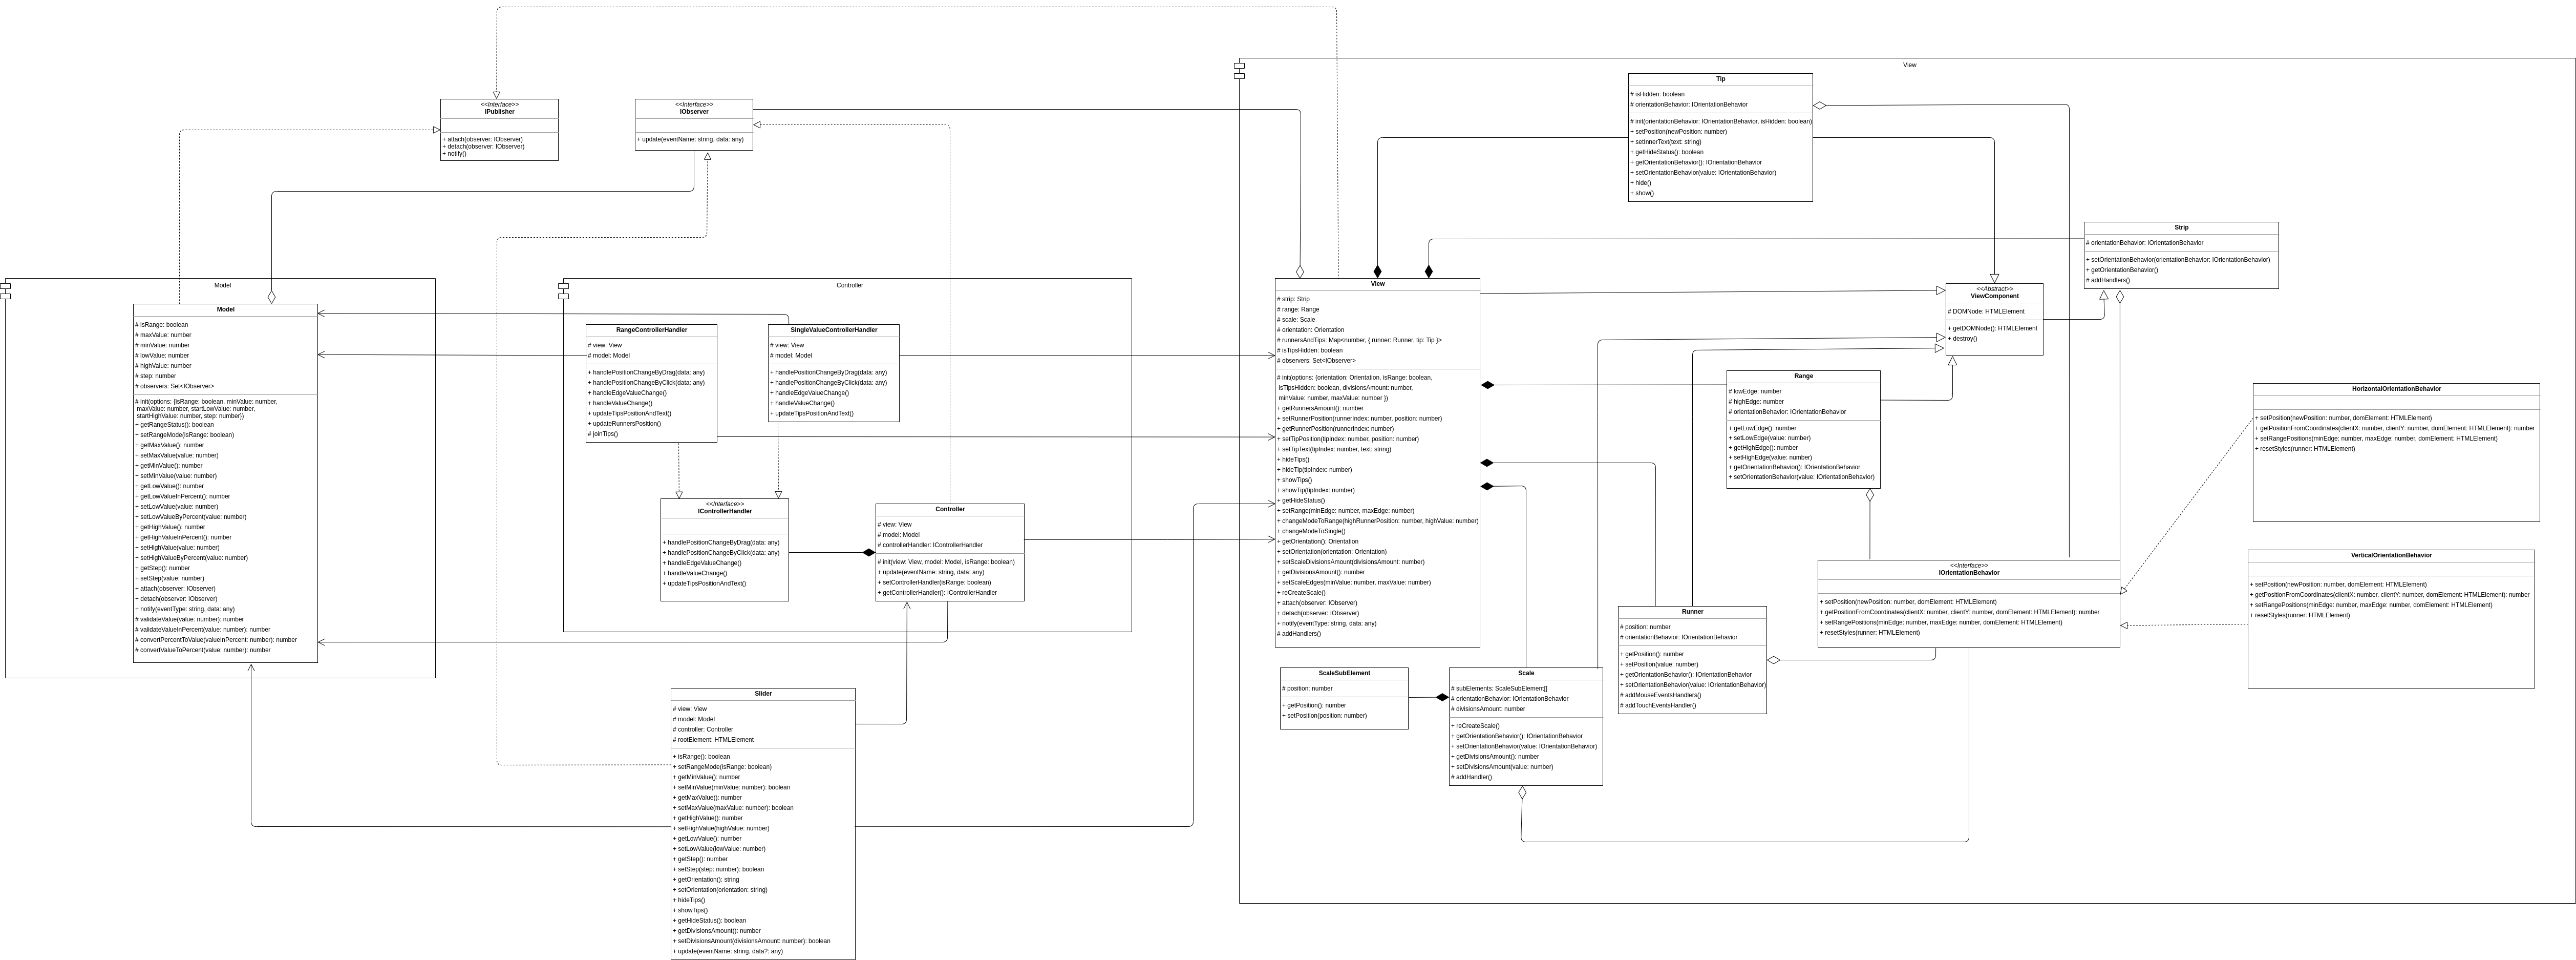 View
Tip
# isHidden: boolean
# orientationBehavior: IOrientationBehavior
# init(orientationBehavior: IOrientationBehavior, isHidden: boolean)
+ setPosition(newPosition: number)
+ setInnerText(text: string)
+ getHideStatus(): boolean
+ getOrientationBehavior(): IOrientationBehavior
+ setOrientationBehavior(value: IOrientationBehavior)
+ hide()
+ show()
<<Interface>>
IPublisher
+ attach(observer: IObserver)
+ detach(observer: IObserver)
+ notify()
<<Interface>>
IObserver
+ update(eventName: string, data: any)
Strip
# orientationBehavior: IOrientationBehavior
+ setOrientationBehavior(orientationBehavior: IOrientationBehavior)
+ getOrientationBehavior()
# addHandlers()
Model
Model
# isRange: boolean
# maxValue: number
# minValue: number
# lowValue: number
# highValue: number
# step: number
# observers: Set<IObserver>
# init(options: {isRange: boolean, minValue: number,
maxValue: number, startLowValue: number,
startHighValue: number, step: number})
+ getRangeStatus(): boolean
+ setRangeMode(isRange: boolean)
+ getMaxValue(): number
+ setMaxValue(value: number)
+ getMinValue(): number
+ setMinValue(value: number)
+ getLowValue(): number
+ getLowValueInPercent(): number
+ setLowValue(value: number)
+ setLowValueByPercent(value: number)
+ getHighValue(): number
+ getHighValueInPercent(): number
+ setHighValue(value: number)
+ setHighValueByPercent(value: number)
+ getStep(): number
+ setStep(value: number)
+ attach(observer: IObserver)
+ detach(observer: IObserver)
+ notify(eventType: string, data: any)
# validateValue(value: number): number
# validateValueInPercent(value: number): number
# convertPercentToValue(valueInPercent: number): number
# convertValueToPercent(value: number): number
Controller
RangeControllerHandler
# view: View
# model: Model
+ handlePositionChangeByDrag(data: any)
+ handlePositionChangeByClick(data: any)
+ handleEdgeValueChange()
+ handleValueChange()
+ updateTipsPositionAndText()
+ updateRunnersPosition()
# joinTips()
SingleValueControllerHandler
# view: View
# model: Model
+ handlePositionChangeByDrag(data: any)
+ handlePositionChangeByClick(data: any)
+ handleEdgeValueChange()
+ handleValueChange()
+ updateTipsPositionAndText()
<<Interface>>
IControllerHandler
+ handlePositionChangeByDrag(data: any)
+ handlePositionChangeByClick(data: any)
+ handleEdgeValueChange()
+ handleValueChange()
+ updateTipsPositionAndText()
Controller
# view: View
# model: Model
# controllerHandler: IControllerHandler
# init(view: View, model: Model, isRange: boolean)
+ update(eventName: string, data: any)
+ setControllerHandler(isRange: boolean)
+ getControllerHandler(): IControllerHandler
View
# strip: Strip
# range: Range
# scale: Scale
# orientation: Orientation
# runnersAndTips: Map<number, { runner: Runner, tip: Tip }>
# isTipsHidden: boolean
# observers: Set<IObserver>
# init(options: {orientation: Orientation, isRange: boolean,
isTipsHidden: boolean, divisionsAmount: number,
minValue: number, maxValue: number })
+ getRunnersAmount(): number
+ setRunnerPosition(runnerIndex: number, position: number)
+ getRunnerPosition(runnerIndex: number)
+ setTipPosition(tipIndex: number, position: number)
+ setTipText(tipIndex: number, text: string)
+ hideTips()
+ hideTip(tipIndex: number)
+ showTips()
+ showTip(tipIndex: number)
+ getHideStatus()
+ setRange(minEdge: number, maxEdge: number)
+ changeModeToRange(highRunnerPosition: number, highValue: number)
+ changeModeToSingle()
+ getOrientation(): Orientation
+ setOrientation(orientation: Orientation)
+ setScaleDivisionsAmount(divisionsAmount: number)
+ getDivisionsAmount(): number
+ setScaleEdges(minValue: number, maxValue: number)
+ reCreateScale()
+ attach(observer: IObserver)
+ detach(observer: IObserver)
+ notify(eventType: string, data: any)
# addHandlers()
<<Abstract>>
ViewComponent
# DOMNode: HTMLElement
+ getDOMNode(): HTMLElement
+ destroy()
Range
# lowEdge: number
# highEdge: number
# orientationBehavior: IOrientationBehavior
+ getLowEdge(): number
+ setLowEdge(value: number)
+ getHighEdge(): number
+ setHighEdge(value: number)
+ getOrientationBehavior(): IOrientationBehavior
+ setOrientationBehavior(value: IOrientationBehavior)
HorizontalOrientationBehavior
+ setPosition(newPosition: number, domElement: HTMLElement)
+ getPositionFromCoordinates(clientX: number, clientY: number, domElement: HTMLElement): number
+ setRangePositions(minEdge: number, maxEdge: number, domElement: HTMLElement)
+ resetStyles(runner: HTMLElement)
VerticalOrientationBehavior
+ setPosition(newPosition: number, domElement: HTMLElement)
+ getPositionFromCoordinates(clientX: number, clientY: number, domElement: HTMLElement): number
+ setRangePositions(minEdge: number, maxEdge: number, domElement: HTMLElement)
+ resetStyles(runner: HTMLElement)
<<Interface>>
IOrientationBehavior
+ setPosition(newPosition: number, domElement: HTMLElement)
+ getPositionFromCoordinates(clientX: number, clientY: number, domElement: HTMLElement): number
+ setRangePositions(minEdge: number, maxEdge: number, domElement: HTMLElement)
+ resetStyles(runner: HTMLElement)
Runner
# position: number
# orientationBehavior: IOrientationBehavior
+ getPosition(): number
+ setPosition(value: number)
+ getOrientationBehavior(): IOrientationBehavior
+ setOrientationBehavior(value: IOrientationBehavior)
# addMouseEventsHandlers()
# addTouchEventsHandler()
ScaleSubElement
# position: number
+ getPosition(): number
+ setPosition(position: number)
Scale
# subElements: ScaleSubElement[]
# orientationBehavior: IOrientationBehavior
# divisionsAmount: number
+ reCreateScale()
+ getOrientationBehavior(): IOrientationBehavior
+ setOrientationBehavior(value: IOrientationBehavior)
+ getDivisionsAmount(): number
+ setDivisionsAmount(value: number)
# addHandler()
Slider
# view: View
# model: Model
# controller: Controller
# rootElement: HTMLElement
+ isRange(): boolean
+ setRangeMode(isRange: boolean)
+ getMinValue(): number
+ setMinValue(minValue: number): boolean
+ getMaxValue(): number
+ setMaxValue(maxValue: number): boolean
+ getHighValue(): number
+ setHighValue(highValue: number)
+ getLowValue(): number
+ setLowValue(lowValue: number)
+ getStep(): number
+ setStep(step: number): boolean
+ getOrientation(): string
+ setOrientation(orientation: string)
+ hideTips()
+ showTips()
+ getHideStatus(): boolean
+ getDivisionsAmount(): number
+ setDivisionsAmount(divisionsAmount: number): boolean
+ update(eventName: string, data?: any)